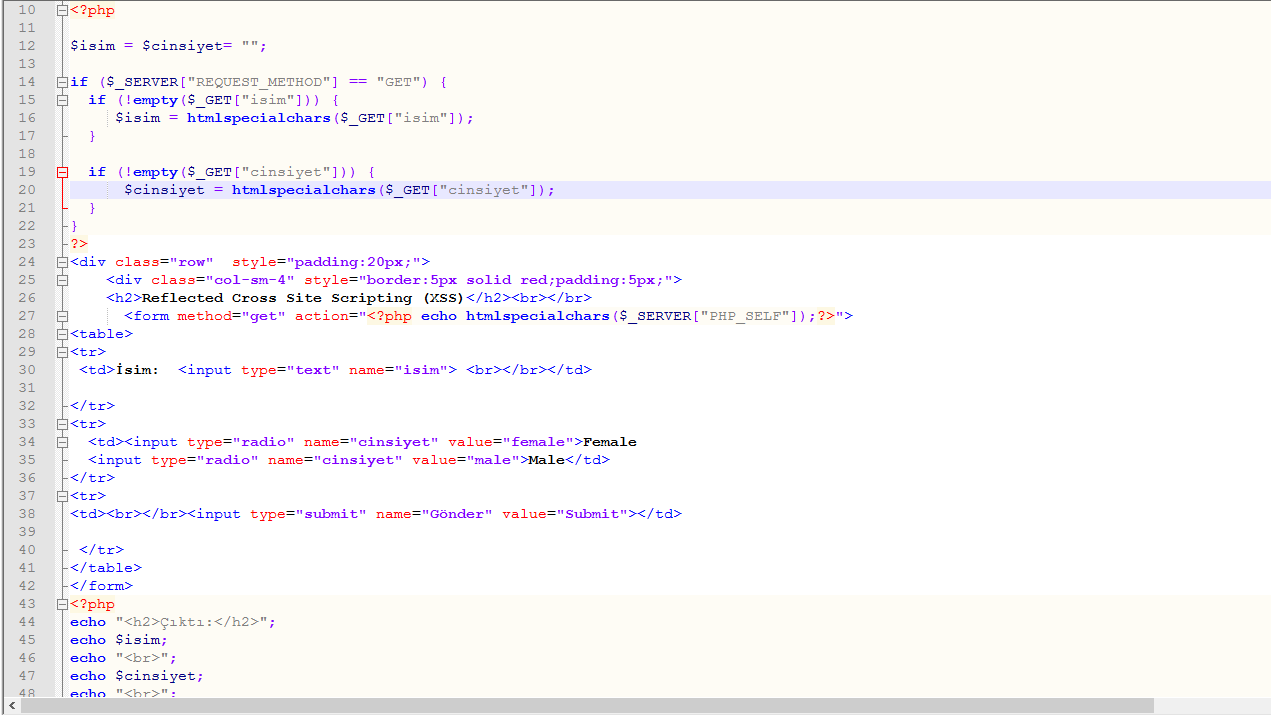 10 <?php
11
12 $isim = $cinsiyet= "";
13
14 if ($_SERVER["REQUEST_METHOD"] == "GET") {
15 if (!empty($_GET["isim"])) {
16 $isim = htmlspecialchars($_GET["isim"]);
17 }
18
19 if (!empty($_GET["cinsiyet"])) {
20 $cinsiyet = htmlspecialchars($_GET["cinsiyet"]);
21 }
22 }
23 ?>
24 <div class="row"  style="padding:20px;">
25 <div class="col-sm-4" style="border:5px solid red;padding:5px;">
26 <h2>Reflected Cross Site Scripting (XSS)</h2><br></br>
27 <form method="get" action="<?php echo htmlspecialchars($_SERVER["PHP_SELF"]);?>">
28 <table>
29 <tr>
30 <td>İsim:  <input type="text" name="isim"> <br></br></td>
31
32 </tr>
33 <tr>
34 <td><input type="radio" name="cinsiyet" value="female">Female
35 <input type="radio" name="cinsiyet" value="male">Male</td>
36 </tr>
37 <tr>
38 <td><br></br><input type="submit" name="Gönder" value="Submit"></td>
39
40 </tr>
41 </table>
42 </form>
43 <?php
44 echo "<h2>Çıktı:</h2>";
45 echo $isim;
46 echo "<br>";
47 echo $cinsiyet;
48 echo "<br>";